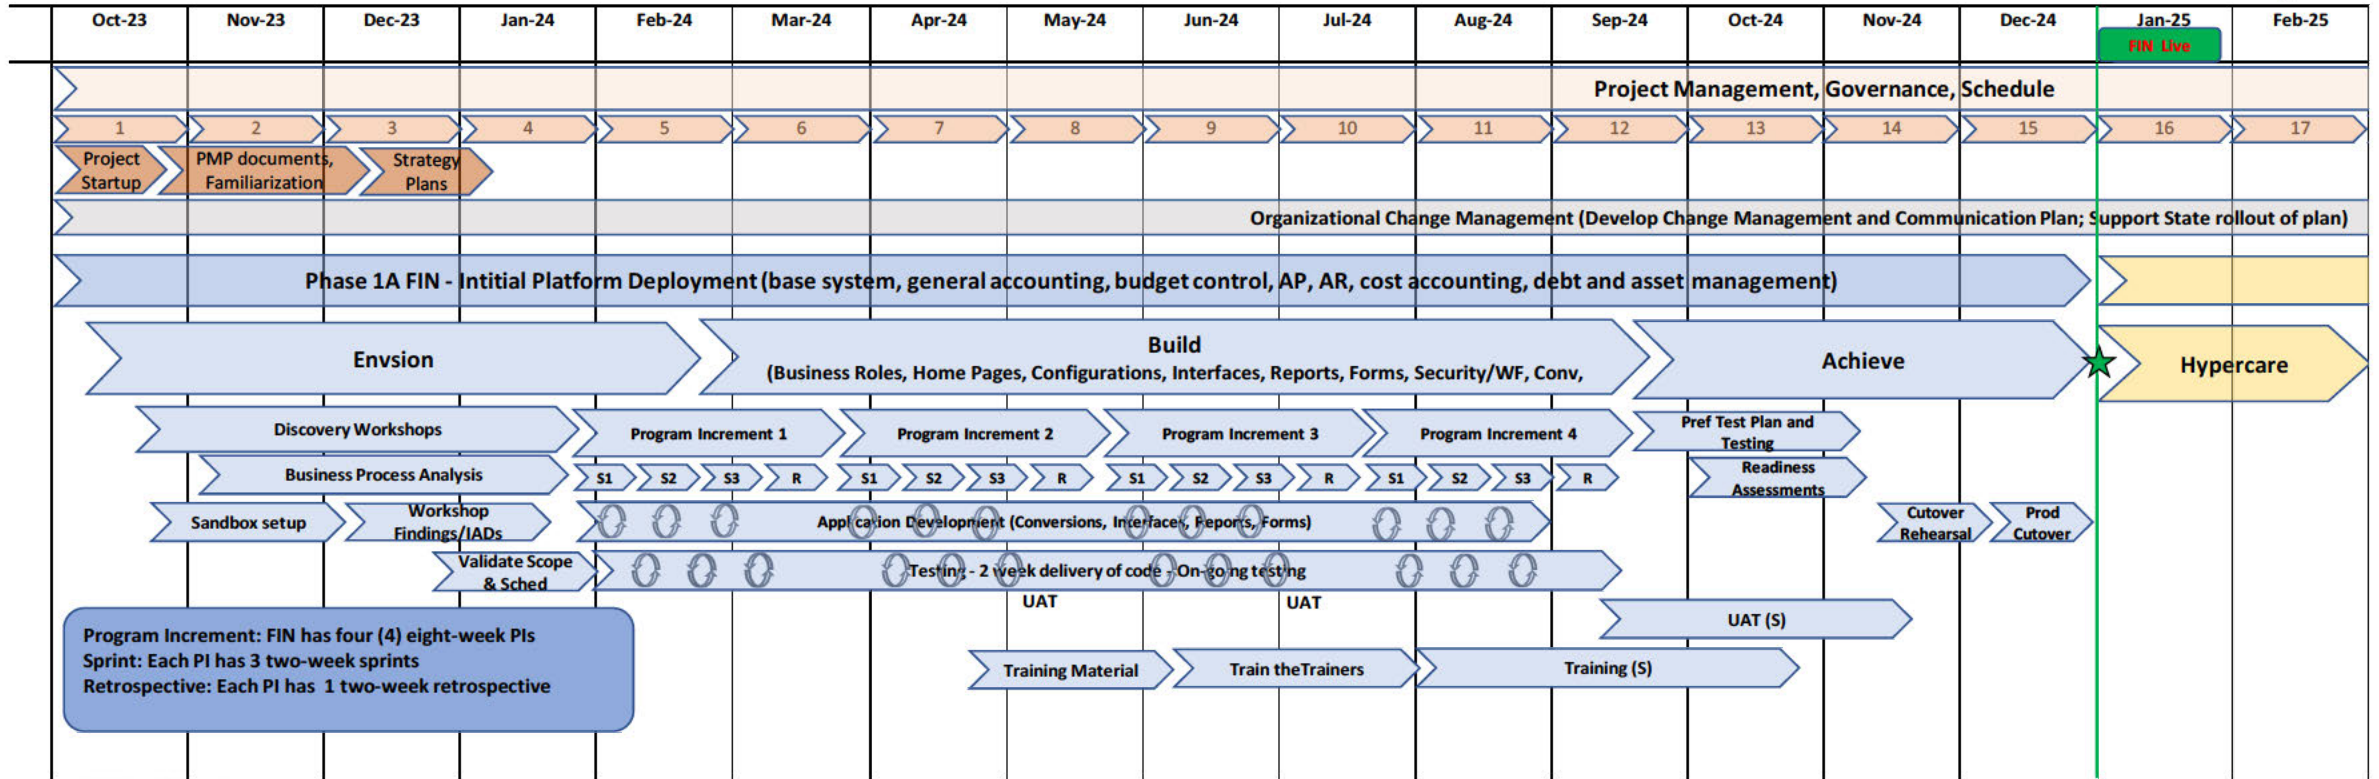 Oct-23 Nov-23 Dec-23 Jan-24 Feb-24 Mar-24 Apr-24 May-24 Jun-24 Jul-24 Aug-24 Sep-24 Oct-24 Nov-24 Dec-24 Jan-25 Feb-25
FIN Live
Project Management, Governance, Schedule
1 2 3 4 5 6 7 8 9 10 11 12 13 14 15 16 17
Project
Startup
PMP documents,
Familiarization
Strategy
Plans
Organizational Change Management (Develop Change Management and Communication Plan; Support State rollout of plan)
Phase 1A FIN - Intitial Platform Deployment (base system, general accounting, budget control, AP, AR, cost accounting, debt and asset management)
Envsion
Build
(Business Roles, Home Pages, Configurations, Interfaces, Reports, Forms, Security/WF, Conv,
Achieve
Hypercare
Discovery Workshops
Program Increment 1
Program Increment 2
Program Increment 3
Program Increment 4
Pref Test Plan and
Testing
Business Process Analysis
S1 S2 S3 R S1 S2 S3 R S1 S2 S3 R S1 S2 S3 R
Readiness
Assessments
Sandbox setup
Workshop
Findings/IADs
Application Development (Conversions, Interfaces, Reports, Forms)
Cutover
Rehearsal
Prod
Cutover
Validate Scope
& Sched
Testing - 2 week delivery of code - On-going testing
UAT UAT
UAT (S)
Program Increment: FIN has four (4) eight-week PIs
Sprint: Each PI has 3 two-week sprints
Retrospective: Each PI has 1 two-week retrospective
Training Material
Train theTrainers
Training (S)